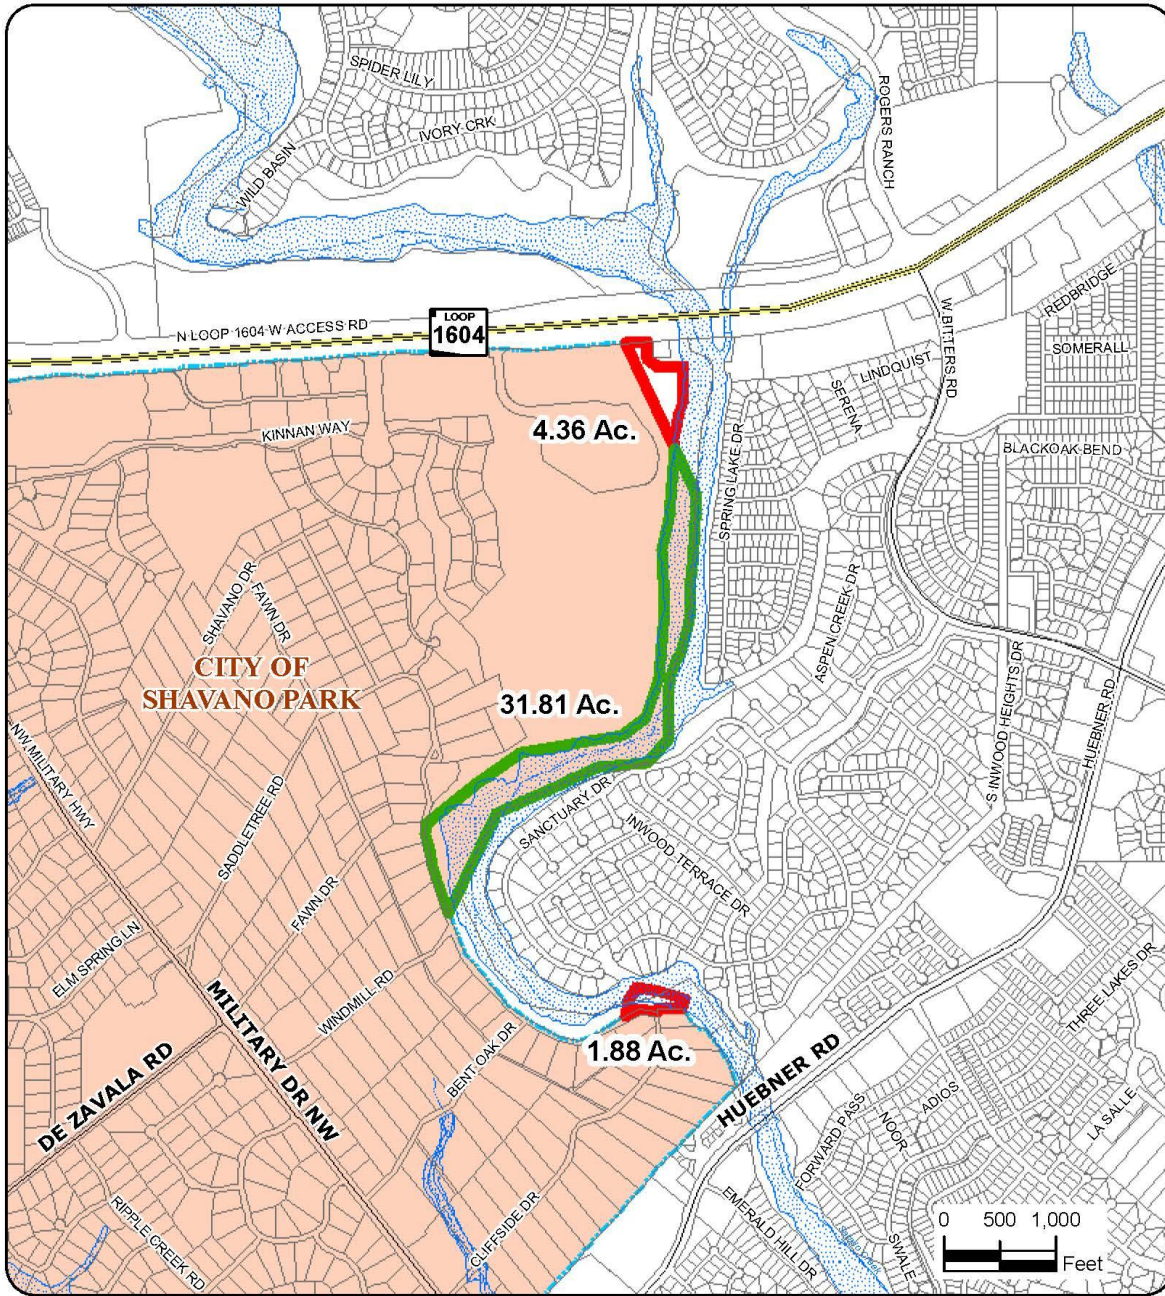 SPIDER LILY
IVORY CRK
WILD BASIN
ROGERS RANCH
N LOOP 1604 W ACCESS RD
LOOP
1604
W BITTERS RD
REDBRIDGE
SOMERALL
LINDQUIST
SERENA
BLACKOAK BEND
KINNAN WAY
4.36 Ac.
SPRING LAKE DR
SHAVANO DR
FAWN DR
ASPEN CREEK DR
CITY OF
SHAVANO PARK
31.81 Ac.
S INWOOD HEIGHTS DR
HUEBNER RD
NW MILITARY HWY
SADDLETREE RD
SANCTUARY DR
INWOOD TERRACE DR
FAWN DR
ELM SPRING LN
WINDMILL RD
MILITARY DR NW
THREE LAKES DR
DE ZAVALA RD
BENT OAK DR
1.88 Ac.
HUEBNER RD
FORWARD PASS
NOOR
ADIOS
LA SALLE
RIPPLE CREEK RD
CLIFFSIDE DR
EMERALD HILL DR
SWALE
0 500 1,000
Feet